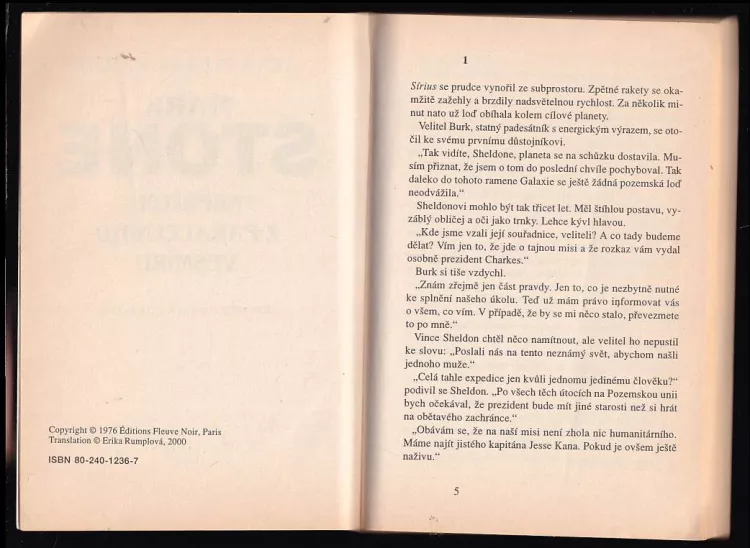 Copyright © 1976 Éditions Fleuve Noir, Paris
Translation © Erika Rumplová, 2000
ISBN 80-240-1236-7
1
Sírius se prudce vynořil ze subprostoru. Zpětné rakety se oka-
mžitě zažehly a brzdily nadsvětelnou rychlost. Za několik mi-
nut nato už loď obíhala kolem cílové planety.
Velitel Burk, statný padesátník s energickým výrazem, se oto-
čil ke svému prvnímu důstojníkovi.
„Tak vidíte, Sheldone, planeta se na schůzku dostavila. Mu-
sím přiznat, že jsem o tom do poslední chvíle pochyboval. Tak
daleko do tohoto ramene Galaxie se ještě žádná pozemská loď
neodvážila.“
Sheldonovi mohlo být tak třicet let. Měl štíhlou postavu, vy-
záblý obličej a oči jako trnky. Lehce kývl hlavou.
„Kde jsme vzali její souřadnice, veliteli? A co tady budeme
dělat? Vím jen to, že jde o tajnou misi a že rozkaz vám vydal
osobně prezident Charkes.“
Burk si tiše vzdychl.
„Znám zřejmě jen část pravdy. Jen to, co je nezbytně nutné
ke splnění našeho úkolu. Teď už mám právo informovat vás
o všem, co vím. V případě, že by se mi něco stalo, převezmete
to po mně.“
Vince Sheldon chtěl něco namítnout, ale velitel ho nepustil
ke slovu: „Poslali nás na tento neznámý svět, abychom našli
jednoho muže.“
„Celá tahle expedice jen kvůli jednomu jedinému člověku?“
podivil se Sheldon. „Po všech těch útocích na Pozemskou unii
bych očekával, že prezident bude mít jiné starosti než si hrát
na obětavého zachránce.“
„Obávám se, že na naší misi není zhola nic humanitárního.
Máme najít jistého kapitána Jesse Kana. Pokud je ovšem ještě
naživu.“
5